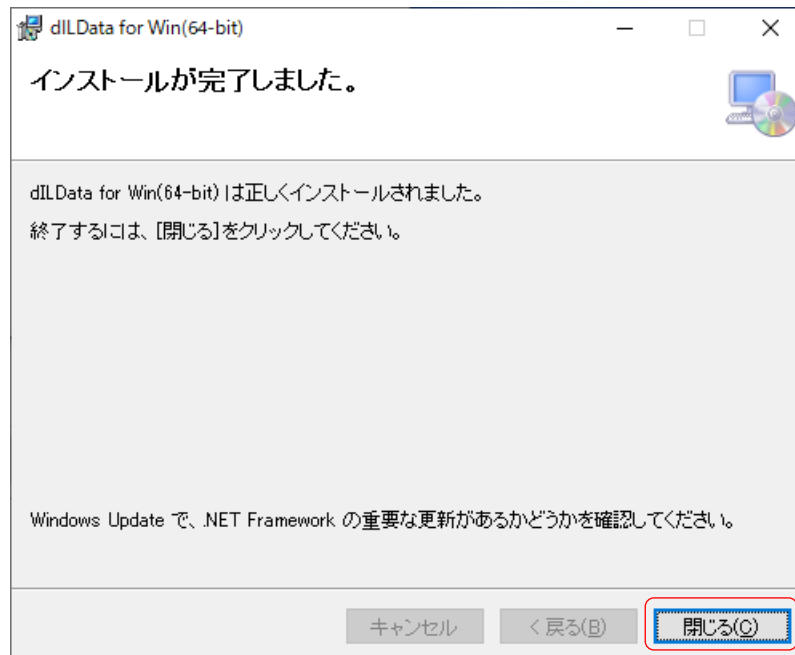 dILData for Win(64-bit)
インストールが完了しました。
dILData for Win(64-bit) は正しくインストールされました。
終了するには、[閉じる]をクリックしてください。
Windows Update で、.NET Framework の重要な更新があるかどうかを確認してください。
キャンセル < 戻る(B) 閉じる(C)